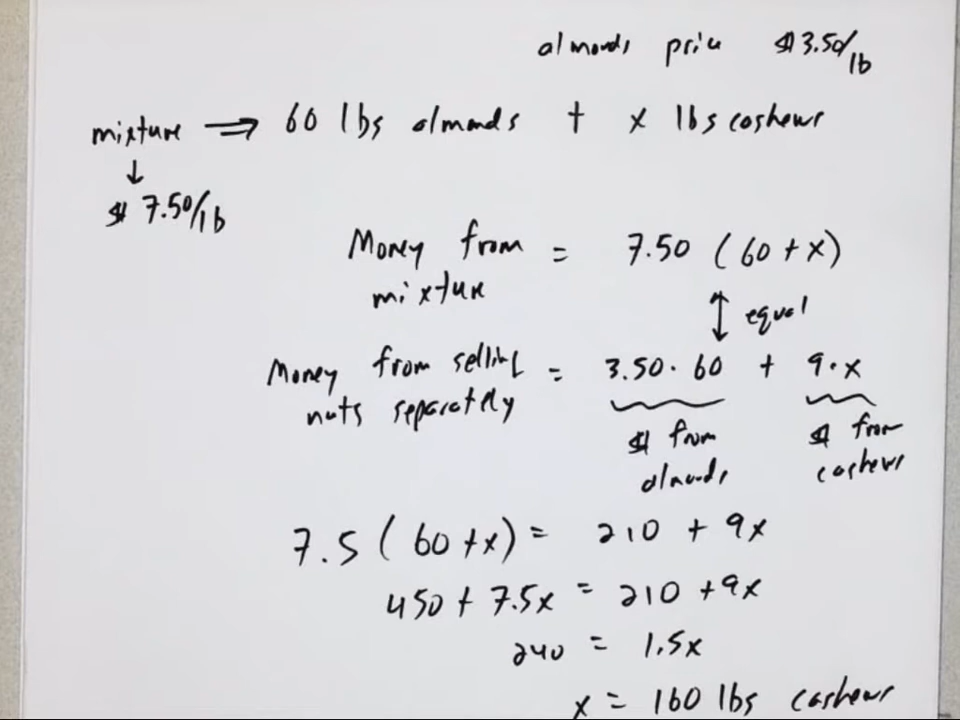 almonds price $3.50/lb
mixture ⇒ 60 lbs almonds + x lbs cashews
↓
$7.50/lb
Money from mixture = 7.50 (60+x)
↕ equal
Money from selling nuts separately = 3.50·60 + 9·x
$ from almonds
$ from cashews
7.5(60+x) = 210 + 9x
450 + 7.5x = 210 + 9x
240 = 1.5x
x = 160 lbs cashews